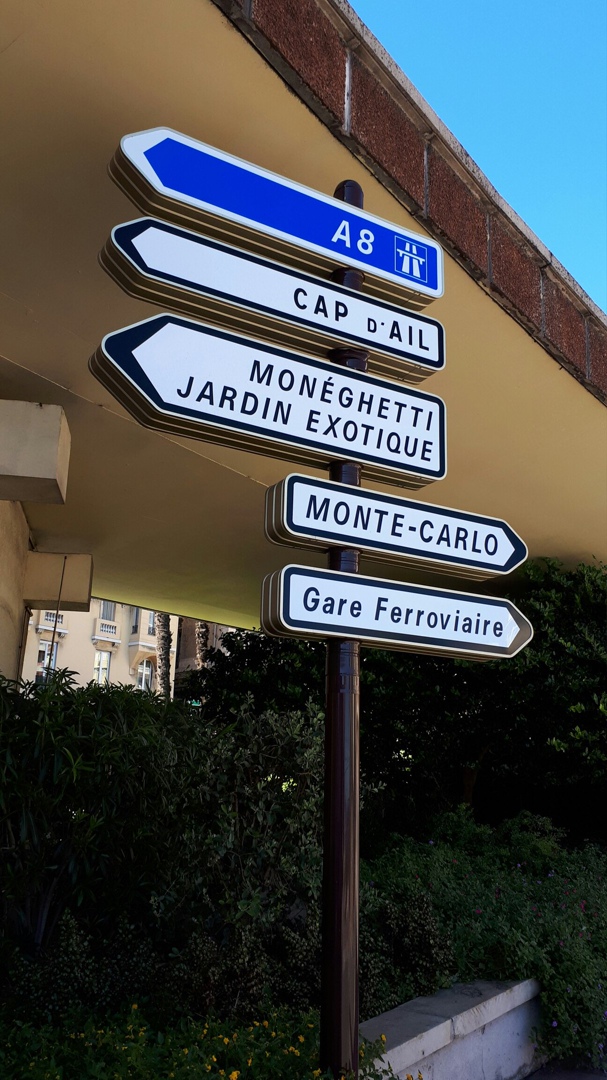 A8
CAP D'AIL
MONÉGHETTI
JARDIN EXOTIQUE
MONTE-CARLO
Gare Ferroviaire